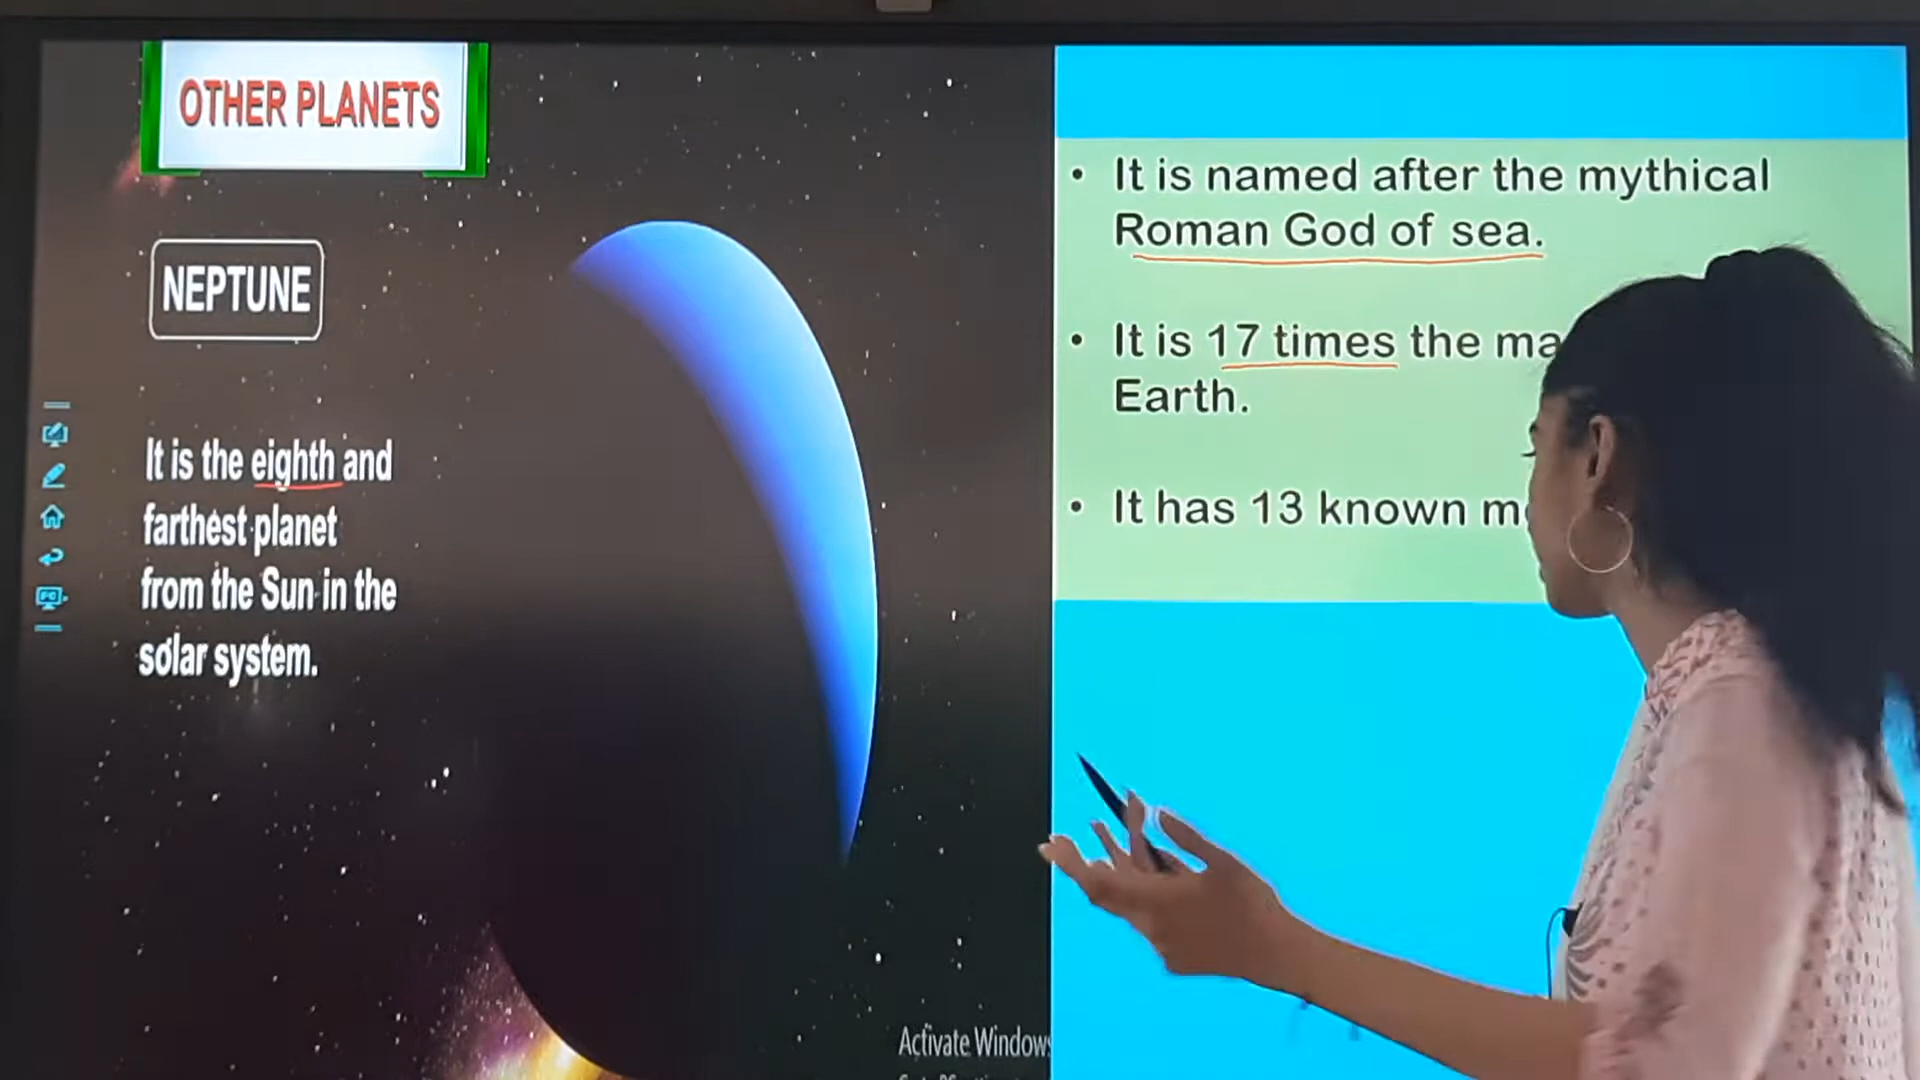 OTHER PLANETS
NEPTUNE
It is the eighth and
farthest planet
from the Sun in the
solar system.
• It is named after the mythical
Roman God of sea.
• It is 17 times the
Earth.
• It has 13 known
Activate Windows